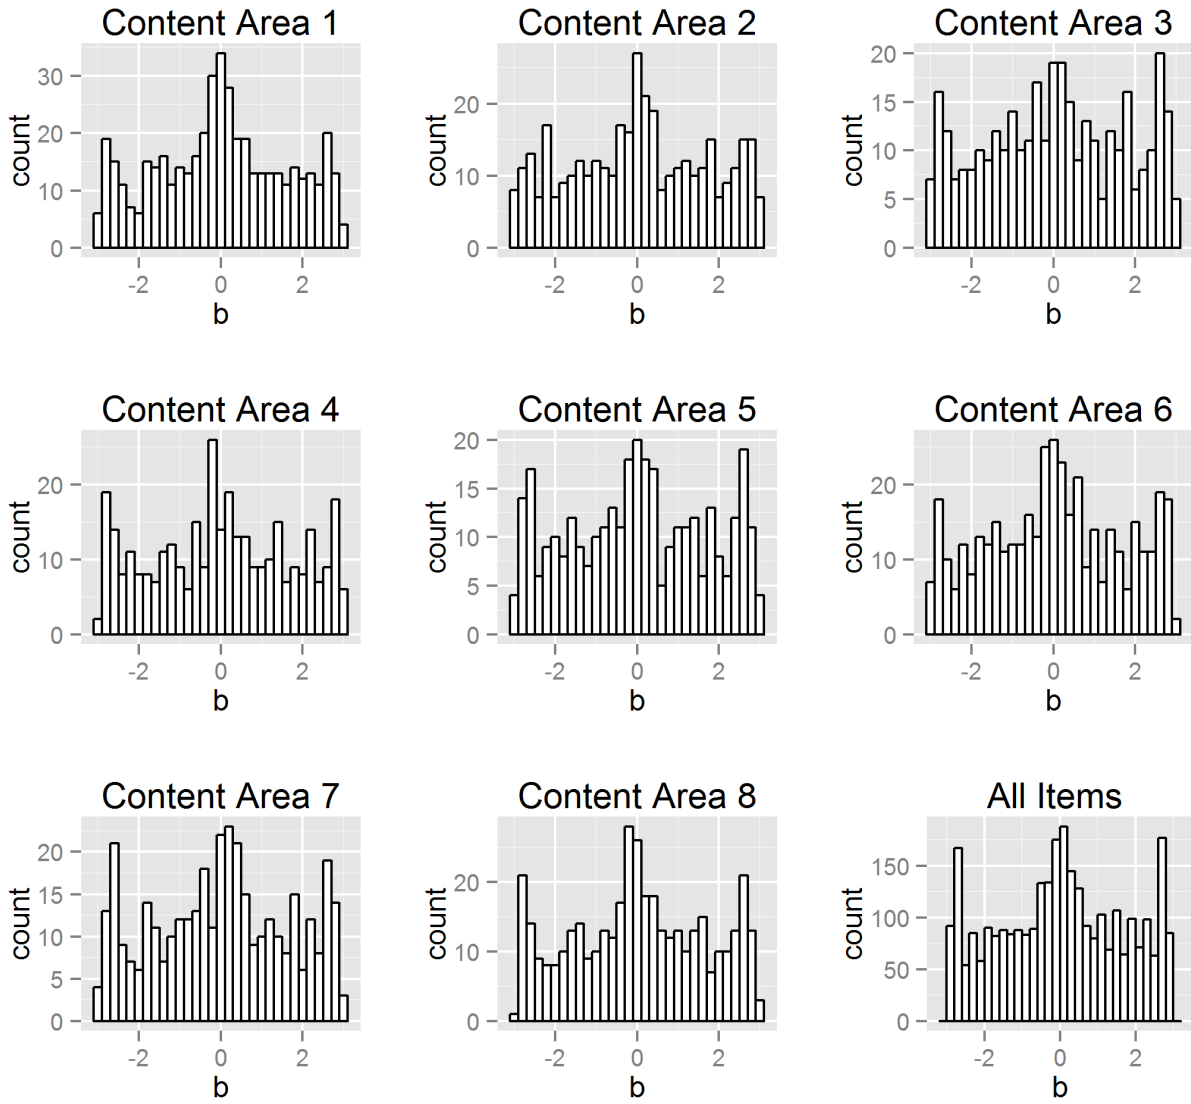 Content Area 1
count
30
20
10
0
-2 0 2
b
Content Area 2
count
20
10
0
-2 0 2
b
Content Area 3
count
20
15
10
5
0
-2 0 2
b
Content Area 4
count
20
10
0
-2 0 2
b
Content Area 5
count
20
15
10
5
0
-2 0 2
b
Content Area 6
count
20
10
0
-2 0 2
b
Content Area 7
count
20
15
10
5
0
-2 0 2
b
Content Area 8
count
20
10
0
-2 0 2
b
All Items
count
150
100
50
0
-2 0 2
b